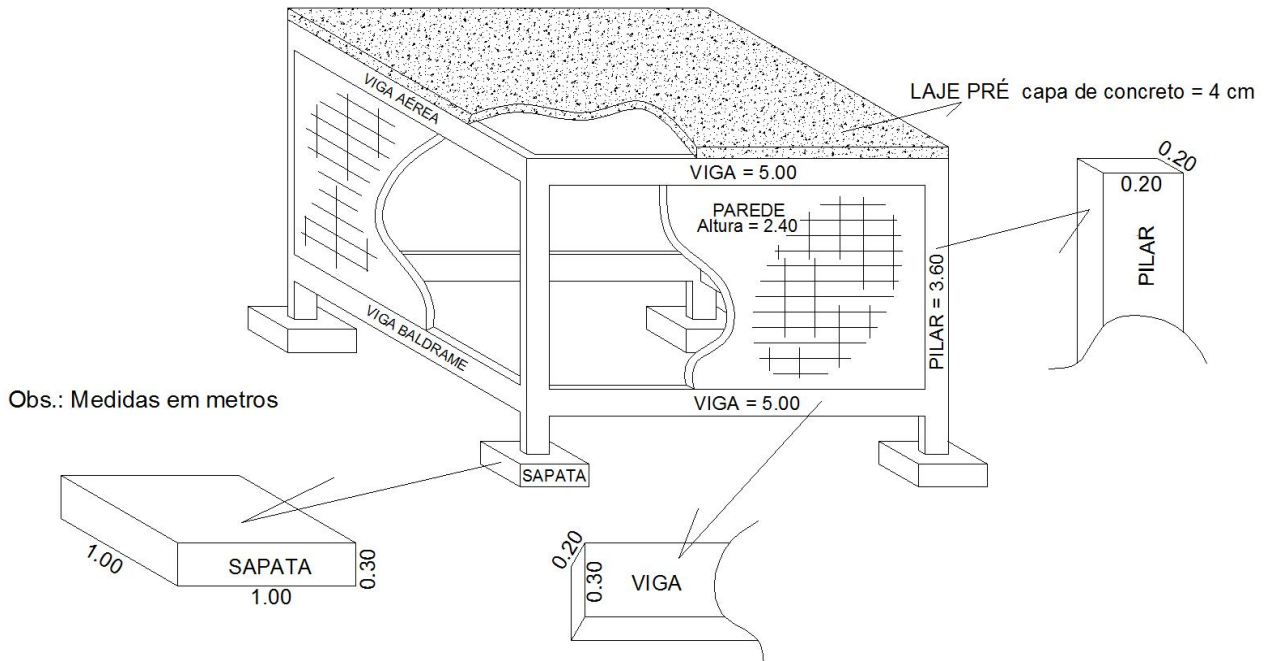 LAJE PRÉ capa de concreto = 4 cm
VIGA AÉREA
VIGA = 5.00
0.20
0.20
PILAR
PAREDE
Altura = 2.40
PILAR = 3.60
VIGA BALDRAME
VIGA = 5.00
Obs.: Medidas em metros
SAPATA
1.00
SAPATA
0.30
1.00
0.20
0.30
VIGA